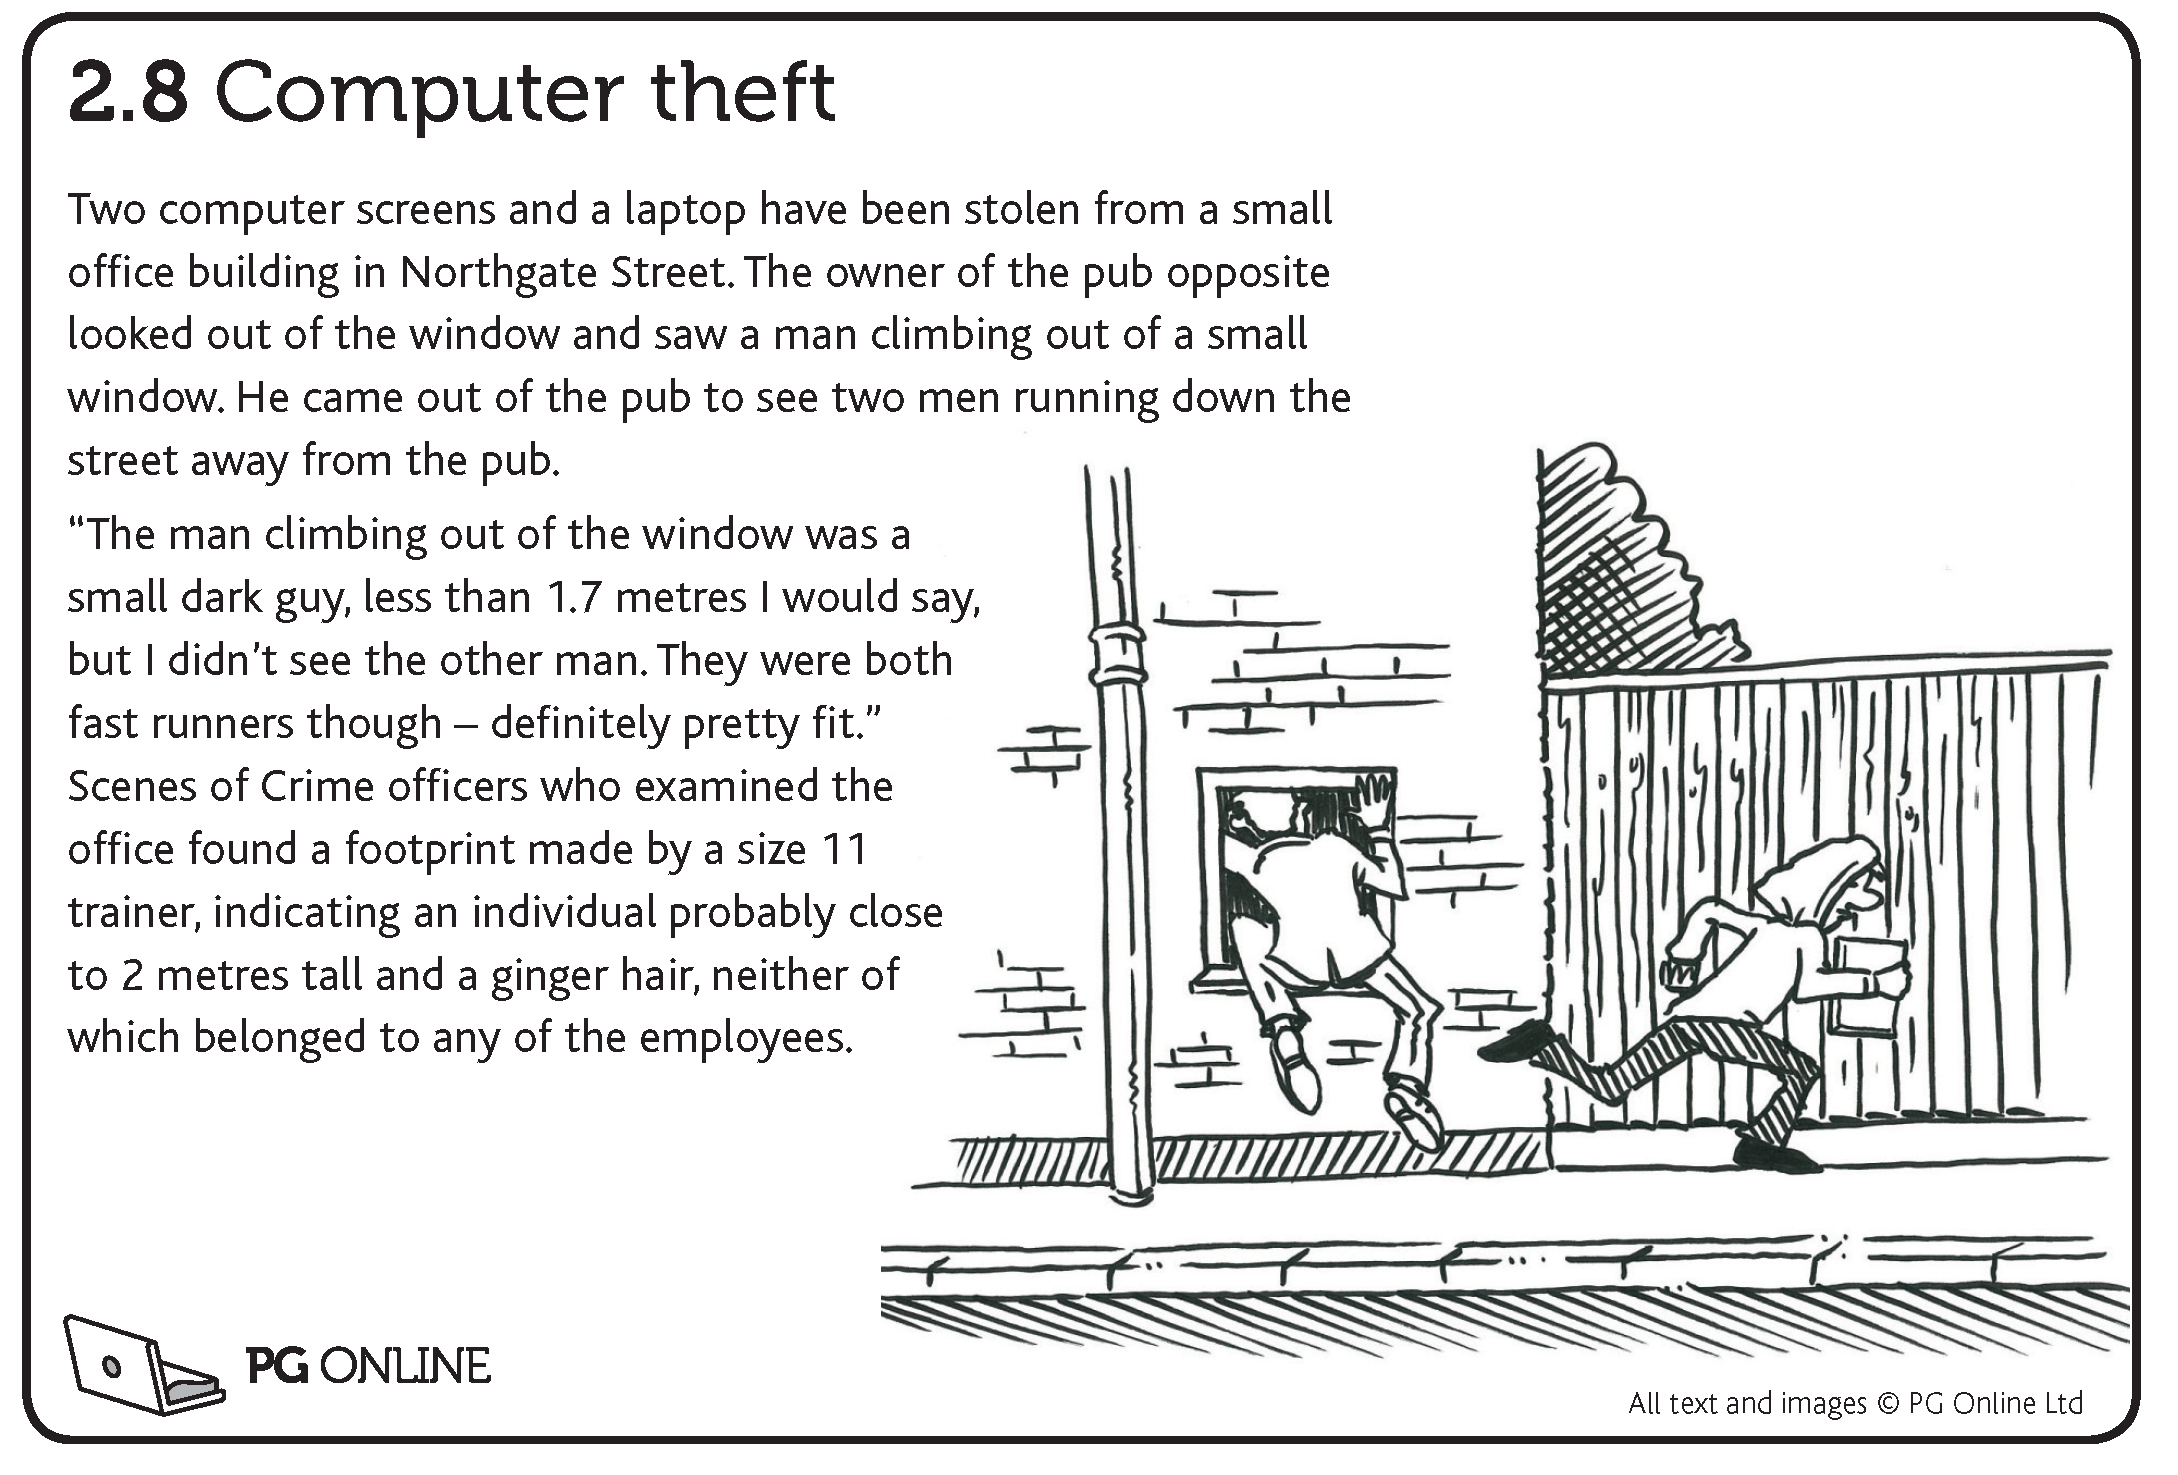 2.8 Computer theft
Two computer screens and a laptop have been stolen from a small
office building in Northgate Street. The owner of the pub opposite
looked out of the window and saw a man climbing out of a small
window. He came out of the pub to see two men running down the
street away from the pub.
“The man climbing out of the window was a
small dark guy, less than 1.7 metres I would say,
but I didn’t see the other man. They were both
fast runners though – definitely pretty fit.”
Scenes of Crime officers who examined the
office found a footprint made by a size 11
trainer, indicating an individual probably close
to 2 metres tall and a ginger hair, neither of
which belonged to any of the employees.
PG ONLINE
All text and images © PG Online Ltd